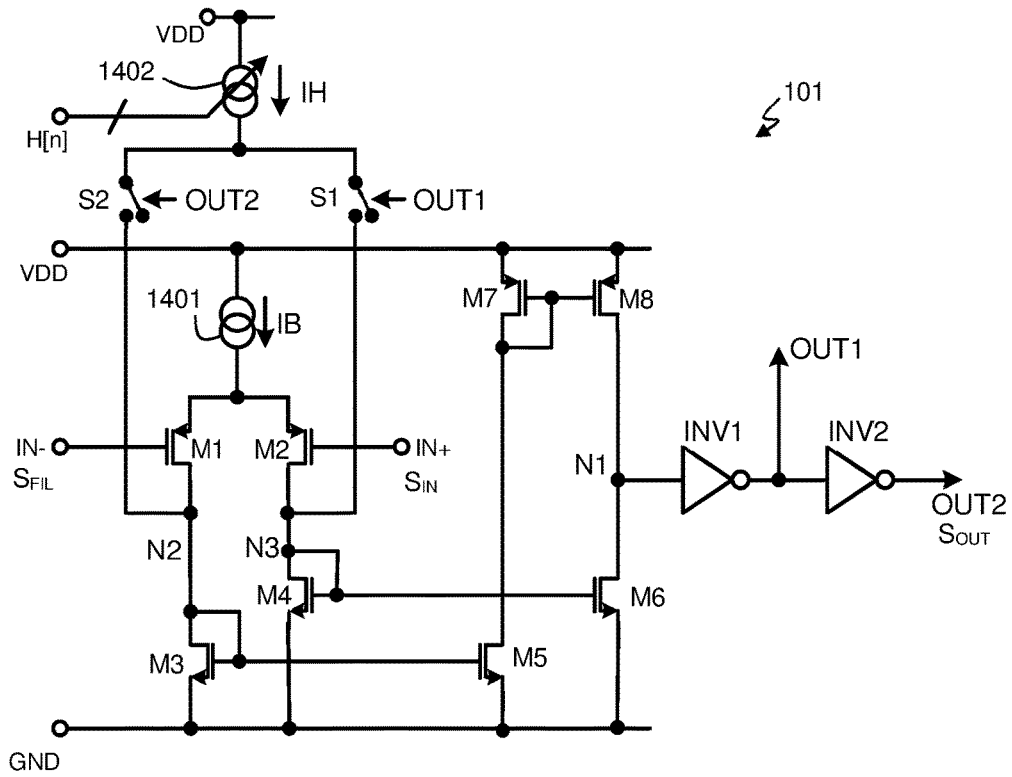 VDD
1402
IH
101
H[n]
S2
OUT2
S1
OUT1
VDD
M7
M8
1401
IB
OUT1
IN-
M1
M2
IN+
INV1
INV2
SFIL
SIN
N1
OUT2
SOUT
N2
N3
M4
M6
M3
M5
GND